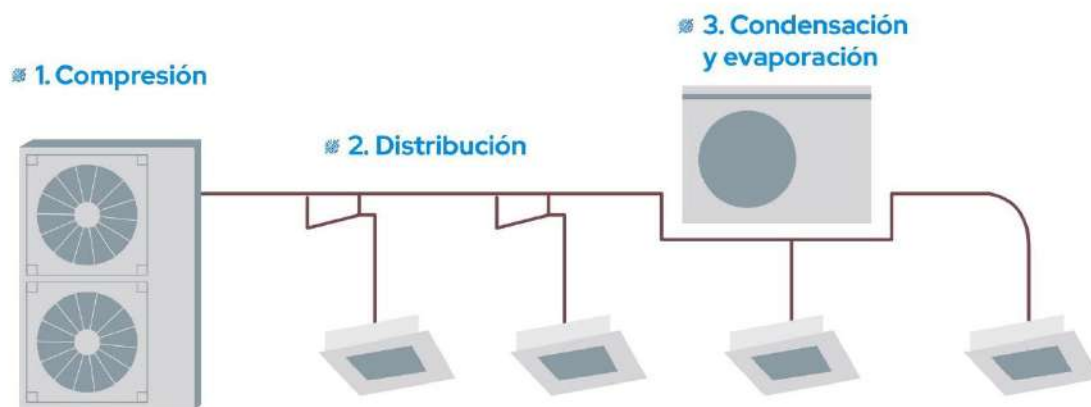 1. Compresión
2. Distribución
3. Condensación
y evaporación